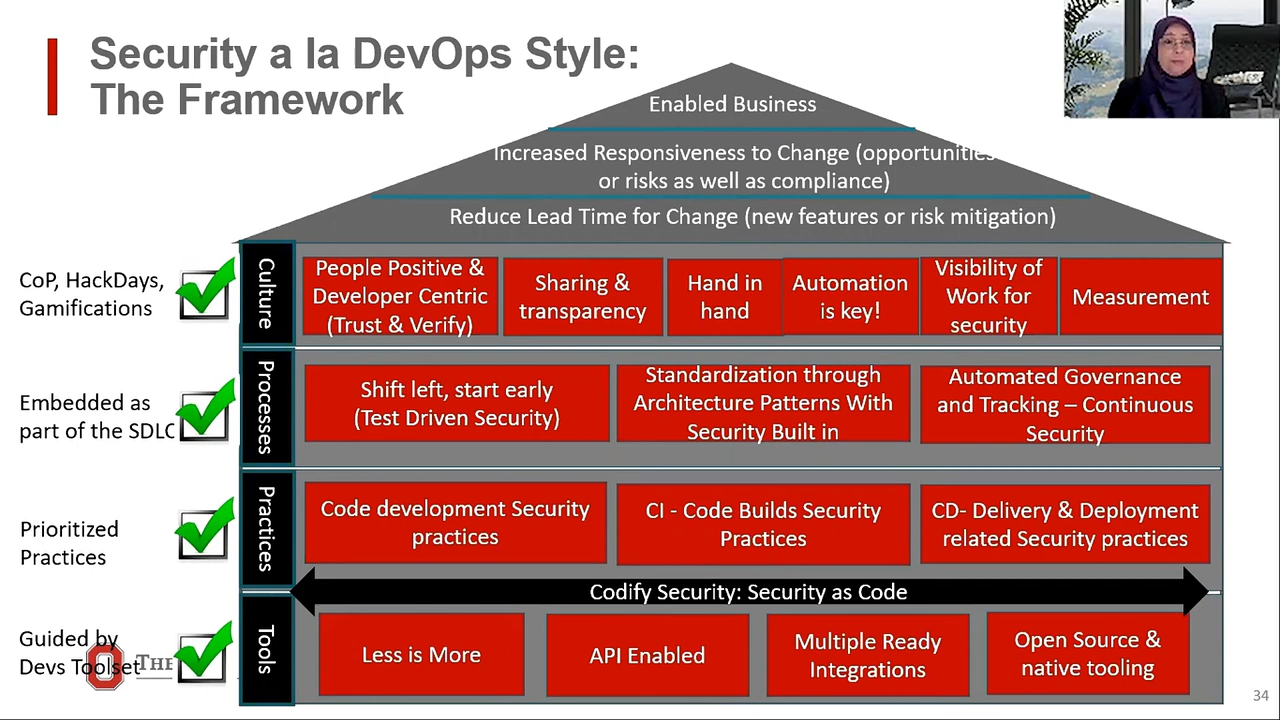 Security a la DevOps Style:
The Framework
Enabled Business
Increased Responsiveness to Change (opportunities
or risks as well as compliance)
Reduce Lead Time for Change (new features or risk mitigation)
CoP, HackDays,
Gamifications
Culture
People Positive &
Developer Centric
(Trust & Verify)
Sharing &
transparency
Hand in
hand
Automation
is key!
Visibility of
Work for
security
Measurement
Embedded as
part of the SDLC
Processes
Shift left, start early
(Test Driven Security)
Standardization through
Architecture Patterns With
Security Built in
Automated Governance
and Tracking – Continuous
Security
Prioritized
Practices
Practices
Code development Security
practices
CI - Code Builds Security
Practices
CD- Delivery & Deployment
related Security practices
Codify Security: Security as Code
Guided by
Devs Toolset
The
Tools
Less is More
API Enabled
Multiple Ready
Integrations
Open Source &
native tooling
34